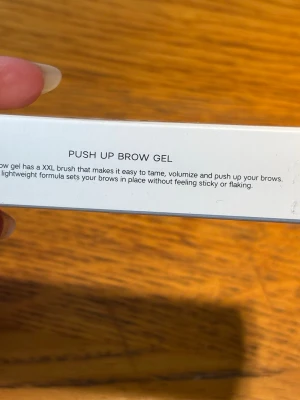 PUSH UP BROW GEL
ow gel has a XXL brush that makes it easy to tame, volumize and push up your brows.
lightweight formula sets your brows in place without feeling sticky or flaking.